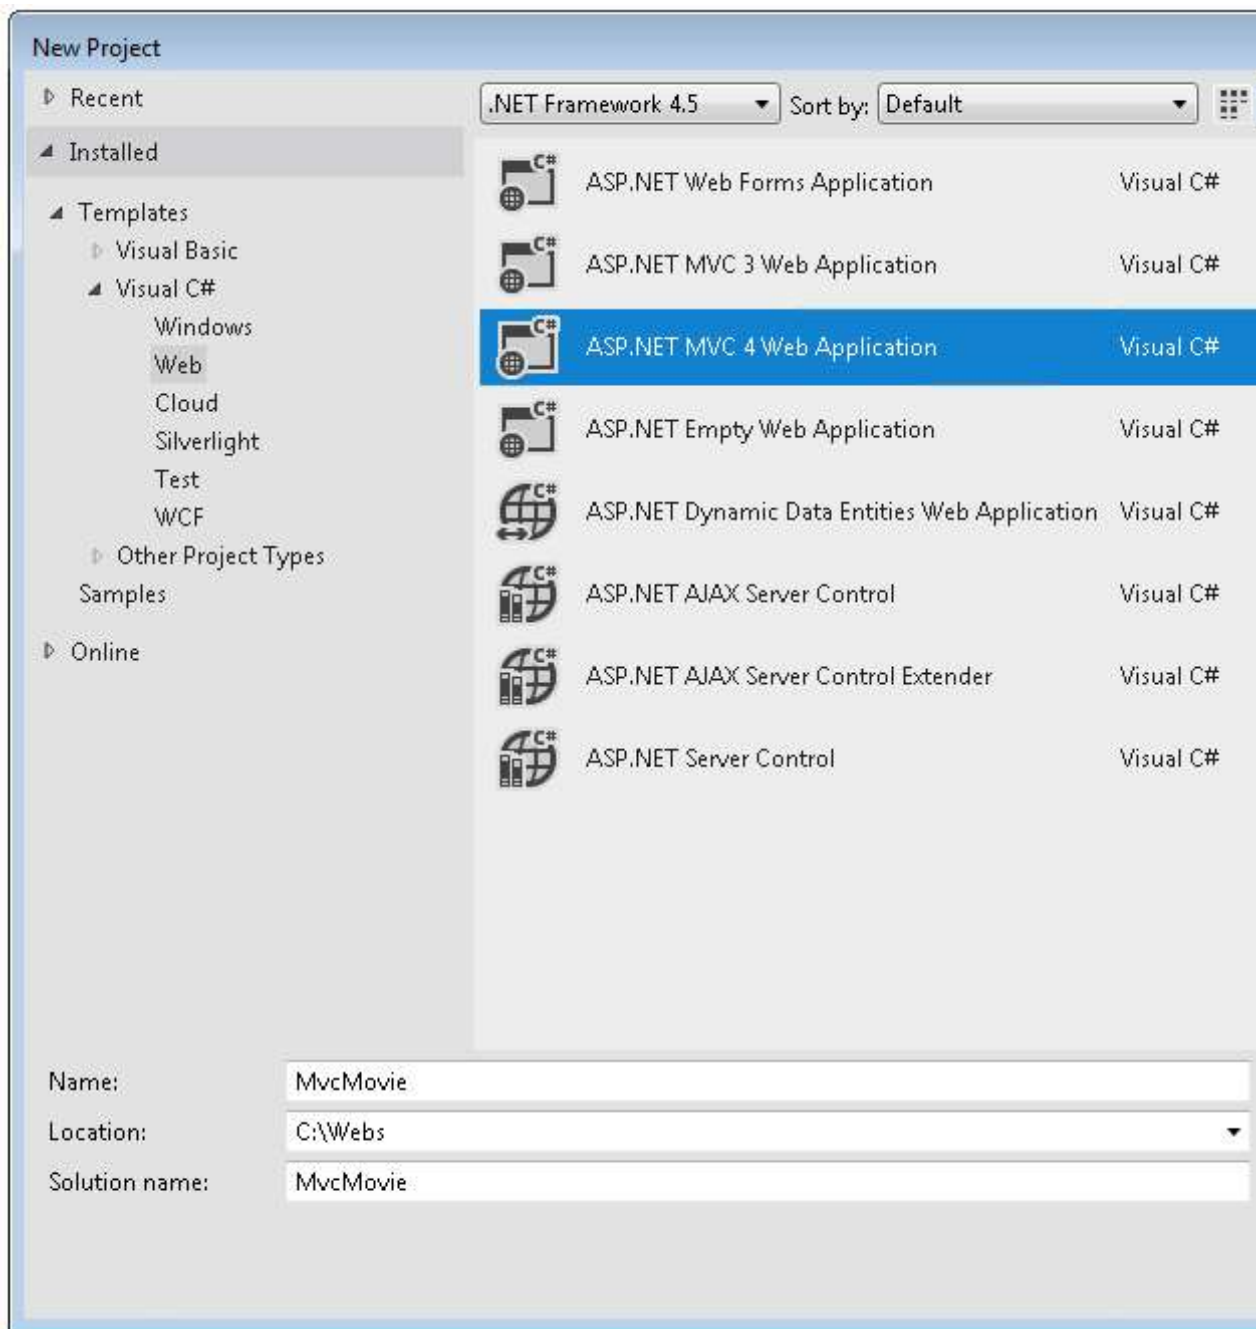 New Project
Recent
Installed
Templates
Visual Basic
Visual C#
Windows
Web
Cloud
Silverlight
Test
WCF
Other Project Types
Samples
Online
.NET Framework 4.5
Sort by: Default
C# ASP.NET Web Forms Application Visual C#
C# ASP.NET MVC 3 Web Application Visual C#
C# ASP.NET MVC 4 Web Application Visual C#
C# ASP.NET Empty Web Application Visual C#
C# ASP.NET Dynamic Data Entities Web Application Visual C#
C# ASP.NET AJAX Server Control Visual C#
C# ASP.NET AJAX Server Control Extender Visual C#
C# ASP.NET Server Control Visual C#
Name: MvcMovie
Location: C:\Webs
Solution name: MvcMovie